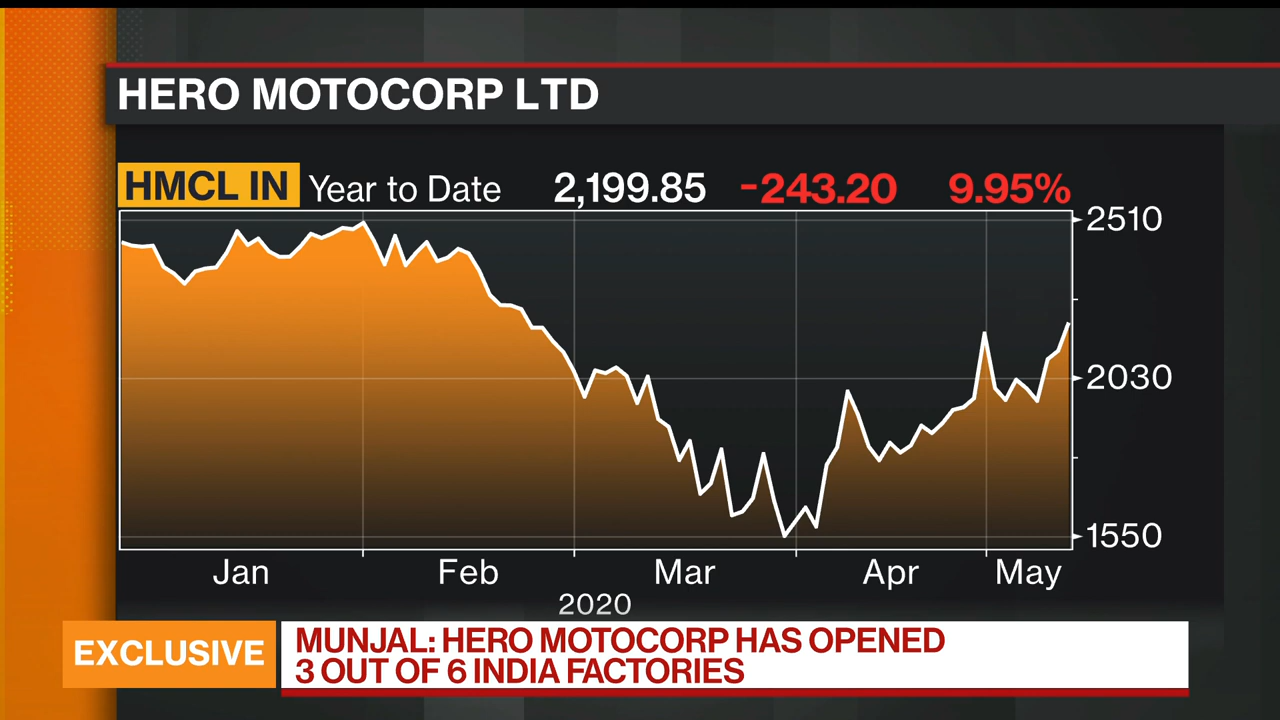 HERO MOTOCORP LTD
HMCL IN Year to Date 2,199.85 -243.20 9.95%
2510
2030
1550
Jan Feb Mar Apr May
2020
EXCLUSIVE
MUNJAL: HERO MOTOCORP HAS OPENED
3 OUT OF 6 INDIA FACTORIES